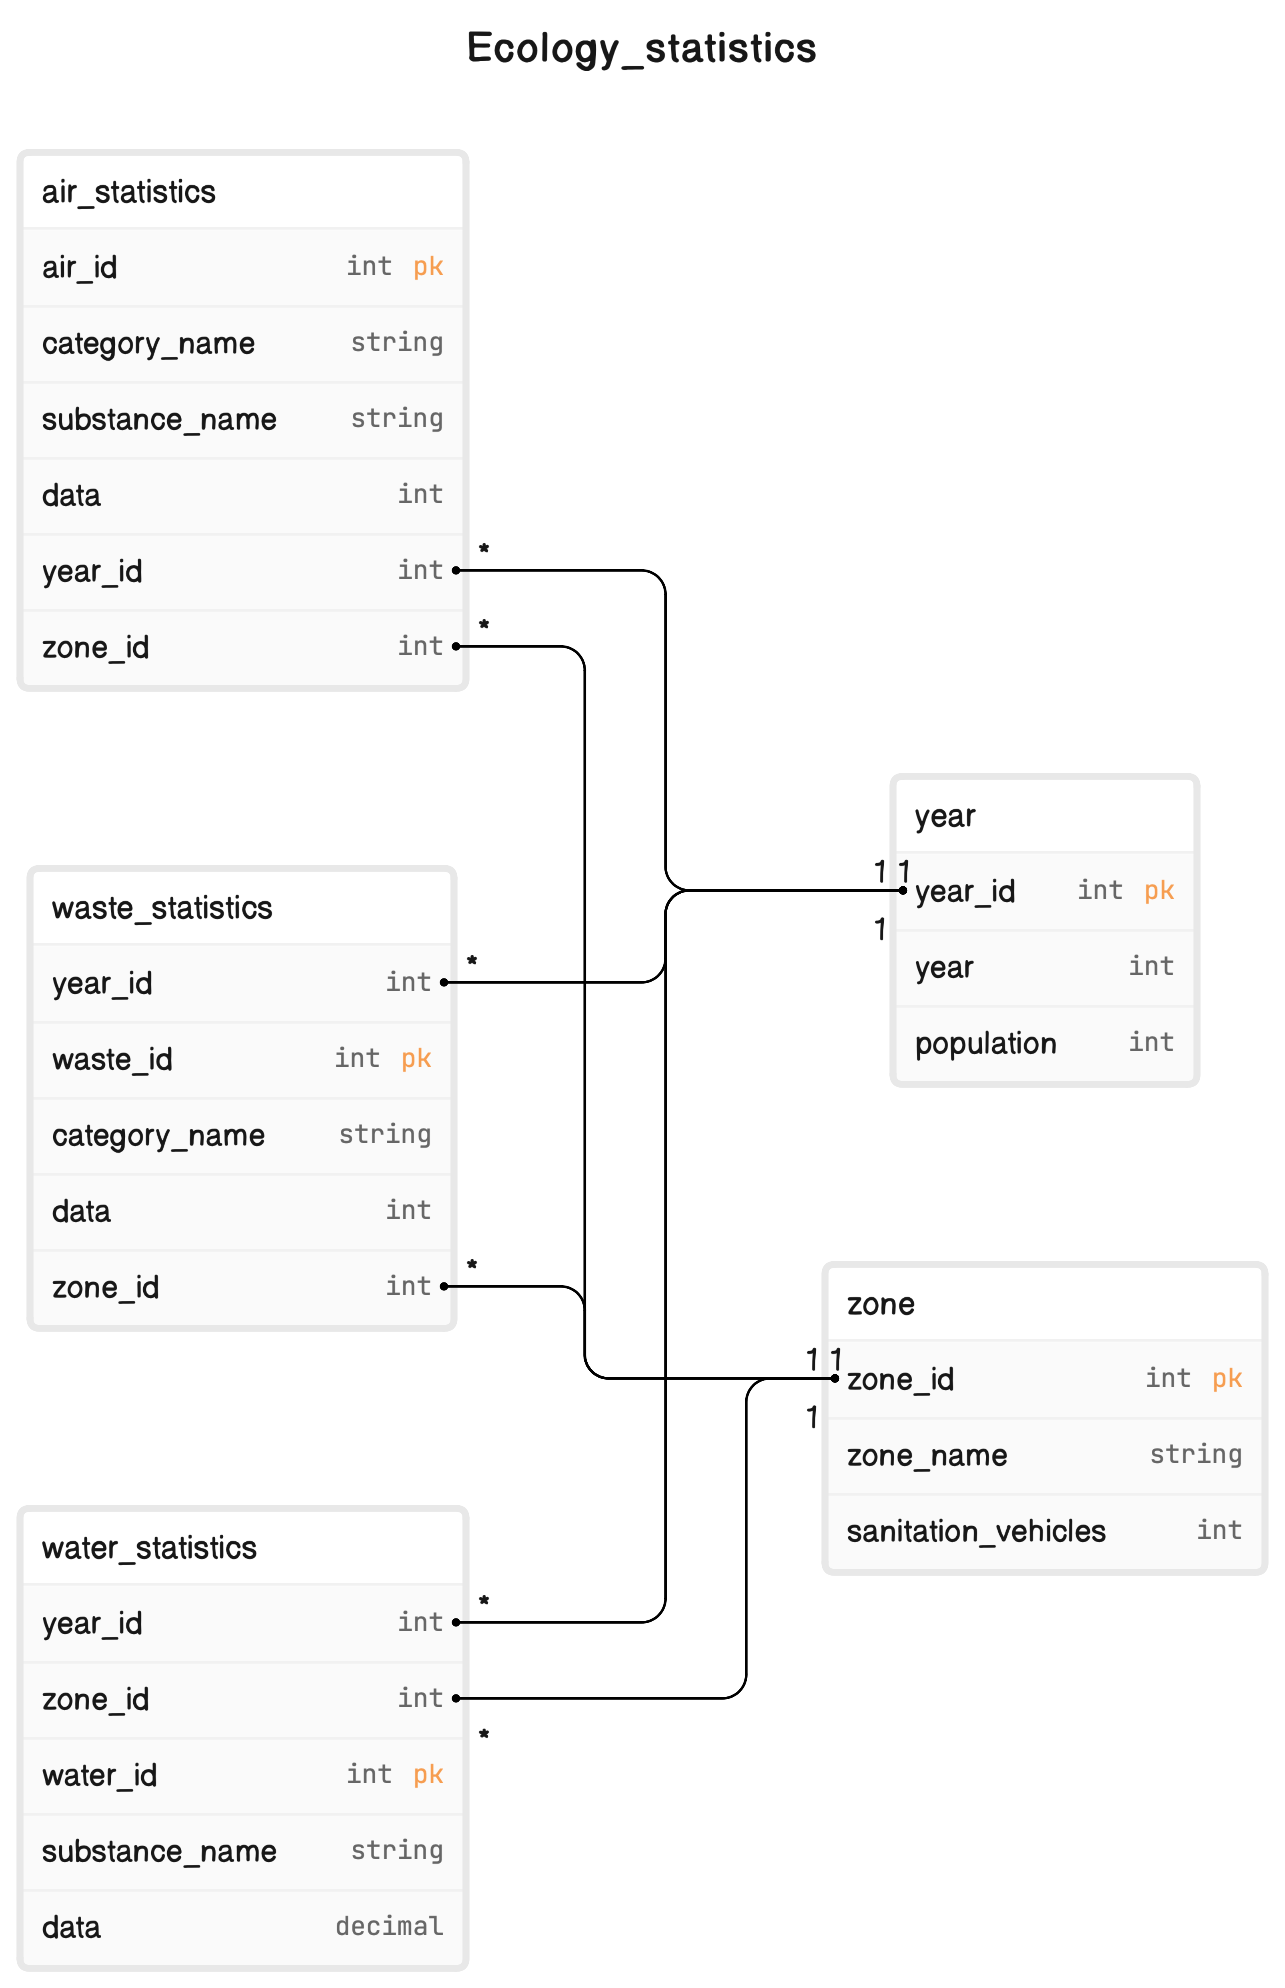 Ecology_statistics
air_statistics
air_id int pk
category_name string
substance_name string
data int
year_id int *
zone_id int *
waste_statistics
year_id int *
waste_id int pk
category_name string
data int
zone_id int *
water_statistics
year_id int *
zone_id int
*
water_id int pk
substance_name string
data decimal
year
1 1
year_id int pk
1
year int
population int
zone
1 1
zone_id int pk
1
zone_name string
sanitation_vehicles int